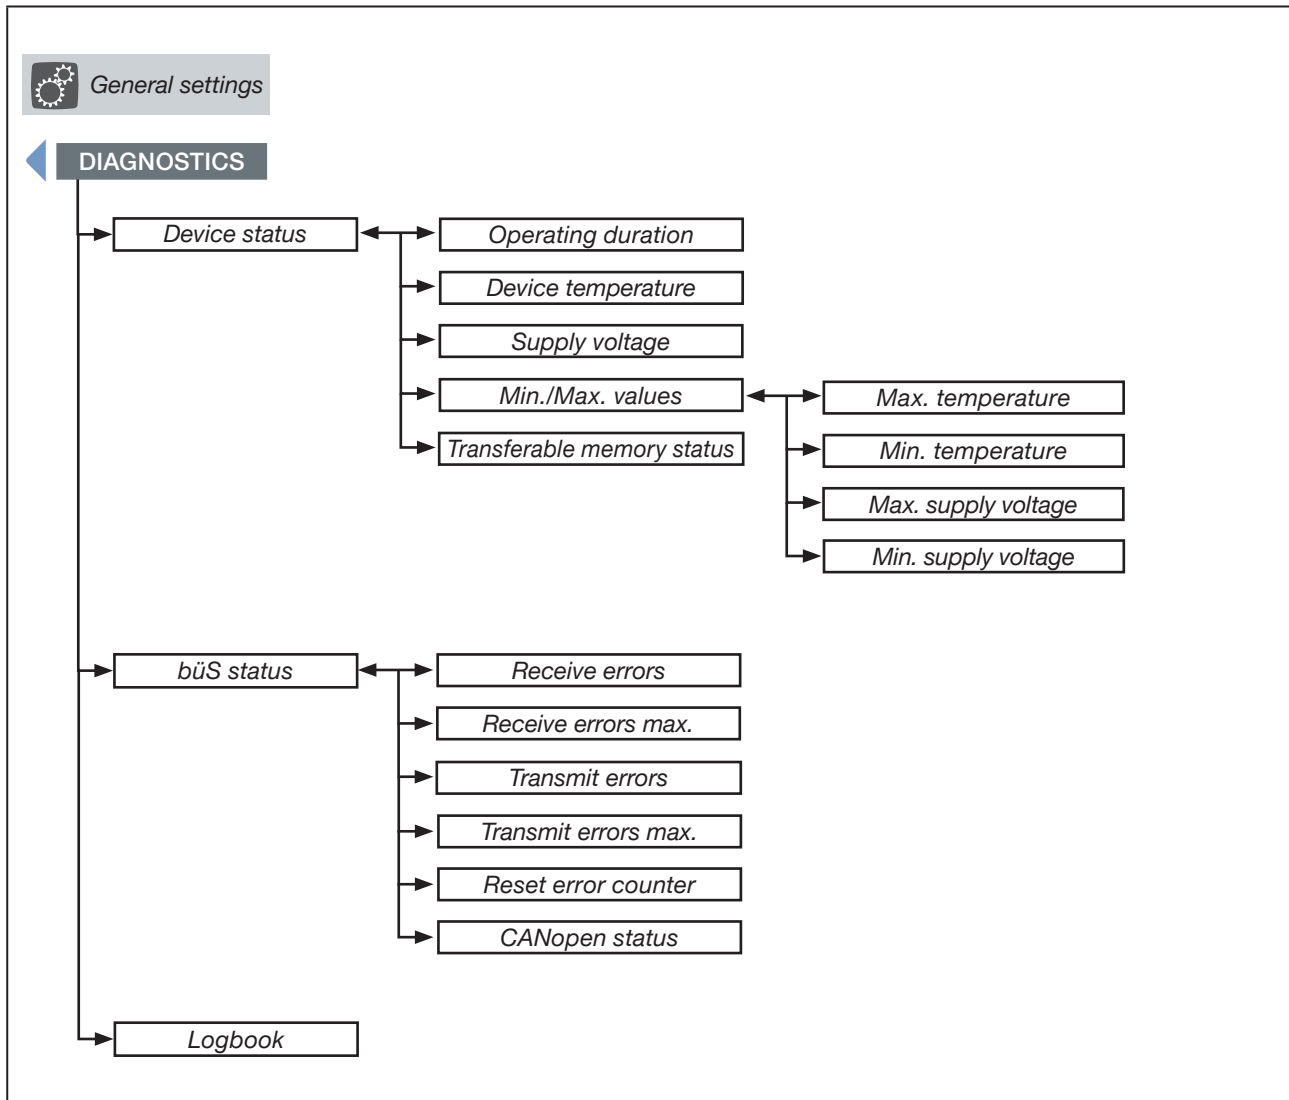 General settings
DIAGNOSTICS
Device status
Operating duration
Device temperature
Supply voltage
Min./Max. values
Transferable memory status
Max. temperature
Min. temperature
Max. supply voltage
Min. supply voltage
büS status
Receive errors
Receive errors max.
Transmit errors
Transmit errors max.
Reset error counter
CANopen status
Logbook